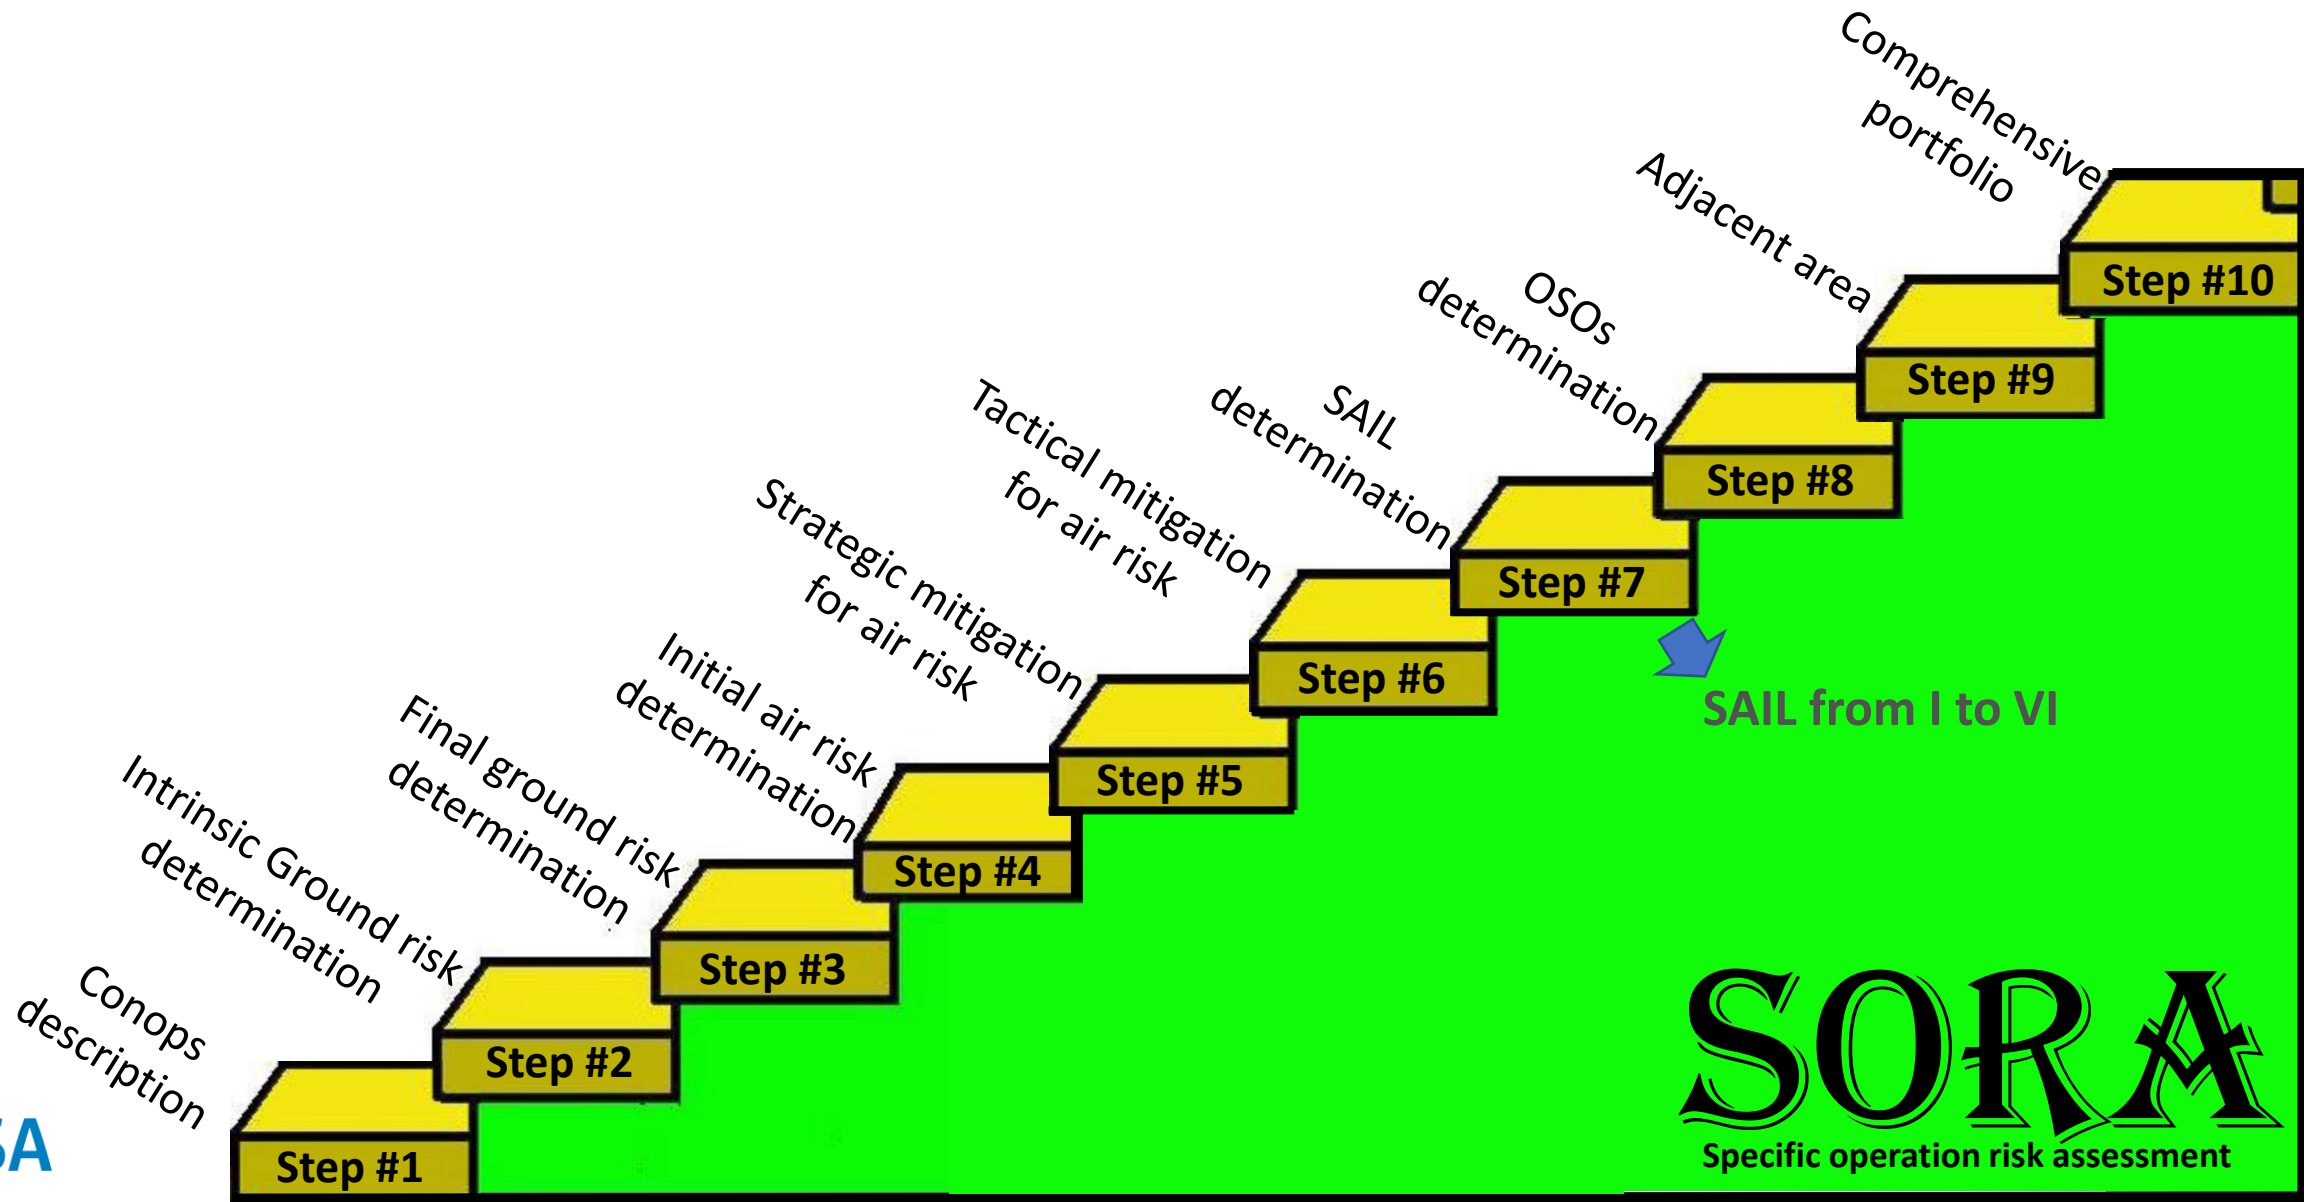 Conops
description
Step #1
Intrinsic Ground risk
determination
Step #2
Final ground risk
determination
Step #3
Initial air risk
determination
Step #4
Strategic mitigation
for air risk
Step #5
Tactical mitigation
for air risk
Step #6
SAIL
determination
Step #7
SAIL from I to VI
OSOs
determination
Step #8
Adjacent area
Step #9
Comprehensive
portfolio
Step #10
SORA
Specific operation risk assessment